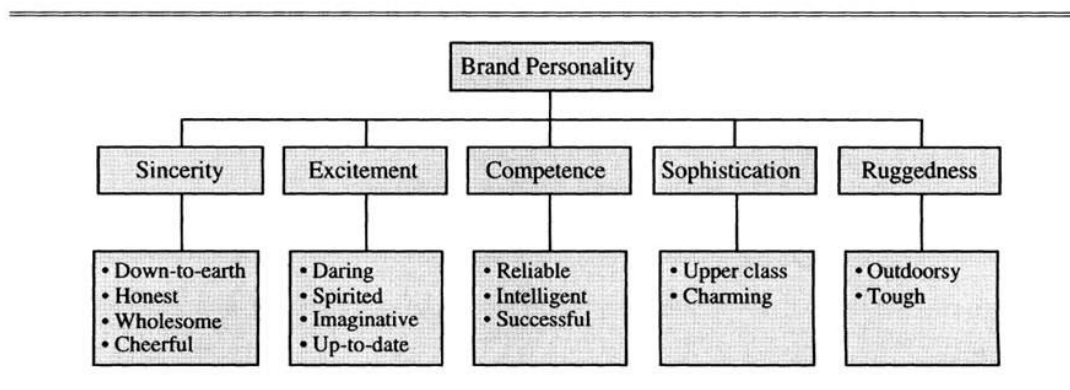 Brand Personality
Sincerity
Excitement
Competence
Sophistication
Ruggedness
• Down-to-earth
• Honest
• Wholesome
• Cheerful
• Daring
• Spirited
• Imaginative
• Up-to-date
• Reliable
• Intelligent
• Successful
• Upper class
• Charming
• Outdoorsy
• Tough